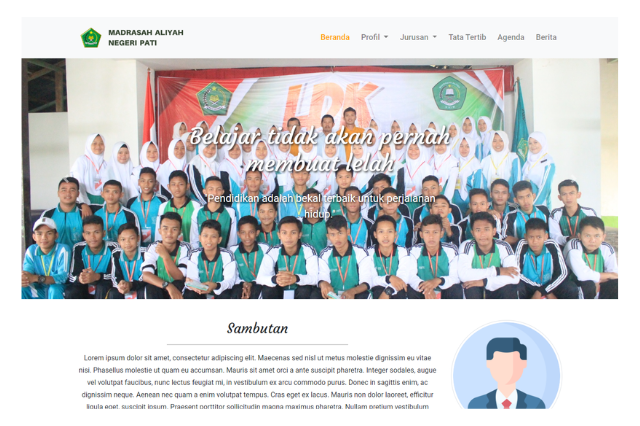 MADRASAH ALIYAH
NEGERI PATI
Beranda Profil Jurusan Tata Tertib Agenda Berita
LDK
Belajar tidak akan pernah
membuat lelah
Pendidikan adalah bekal terbaik untuk perjalanan
hidup.
Sambutan
Lorem ipsum dolor sit amet, consectetur adipiscing elit. Maecenas sed nisl ut metus molestie dignissim eu vitae
nisi. Phasellus molestie ut quam eu accumsan. Mauris sit amet orci a ante suscipit pharetra. Integer sodales, augue
vel volutpat faucibus, nunc lectus feugiat mi, in vestibulum ex arcu commodo purus. Donec in sagittis enim, ac
dignissim neque. Aenean nec quam a enim volutpat tempus. Cras eget ex lacus. Mauris non dolor laoreet, efficitur
ligula eget, suscipit ipsum. Praesent porttitor sollicitudin magna maximus pharetra. Nullam pretium vestibulum